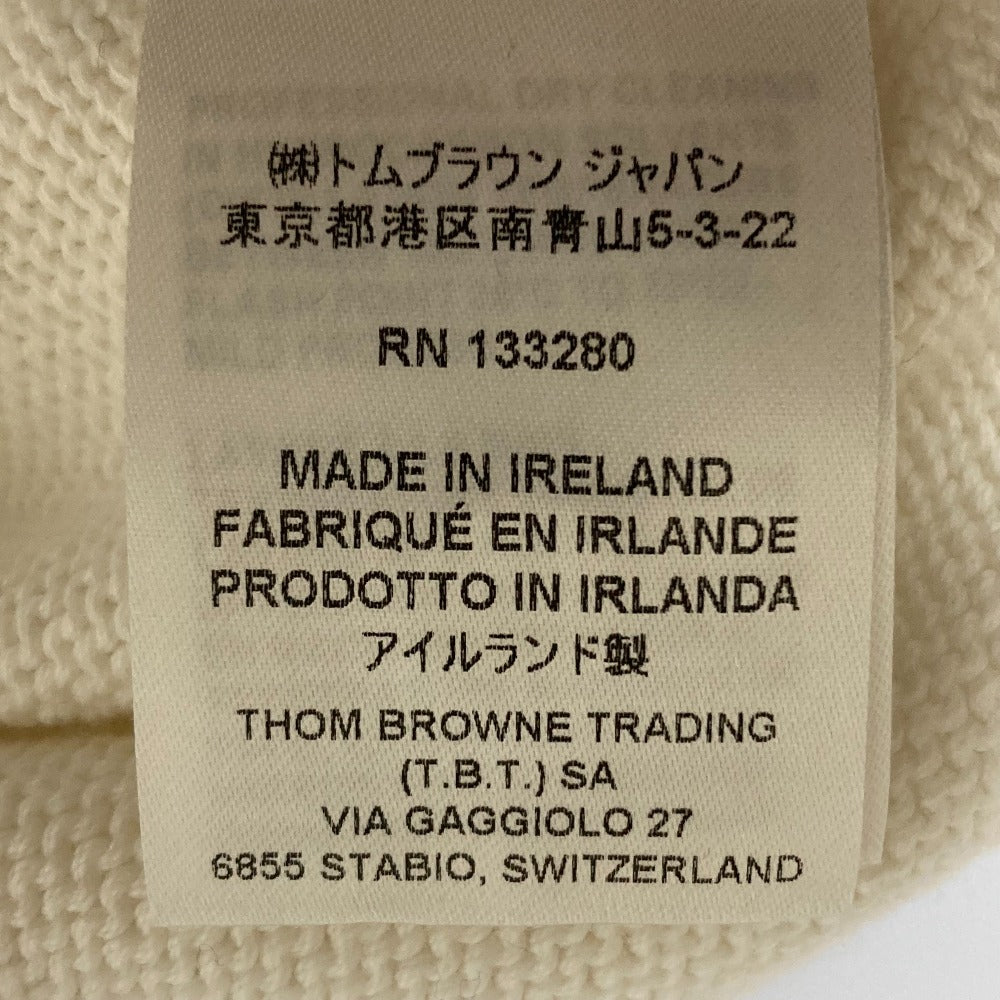 ㈱トムブラウン ジャパン
東京都港区南青山5-3-22
RN 133280
MADE IN IRELAND
FABRIQUÉ EN IRLANDE
PRODOTTO IN IRLANDA
アイルランド製
THOM BROWNE TRADING
(T.B.T.) SA
VIA GAGGIOLO 27
6855 STABIO, SWITZERLAND